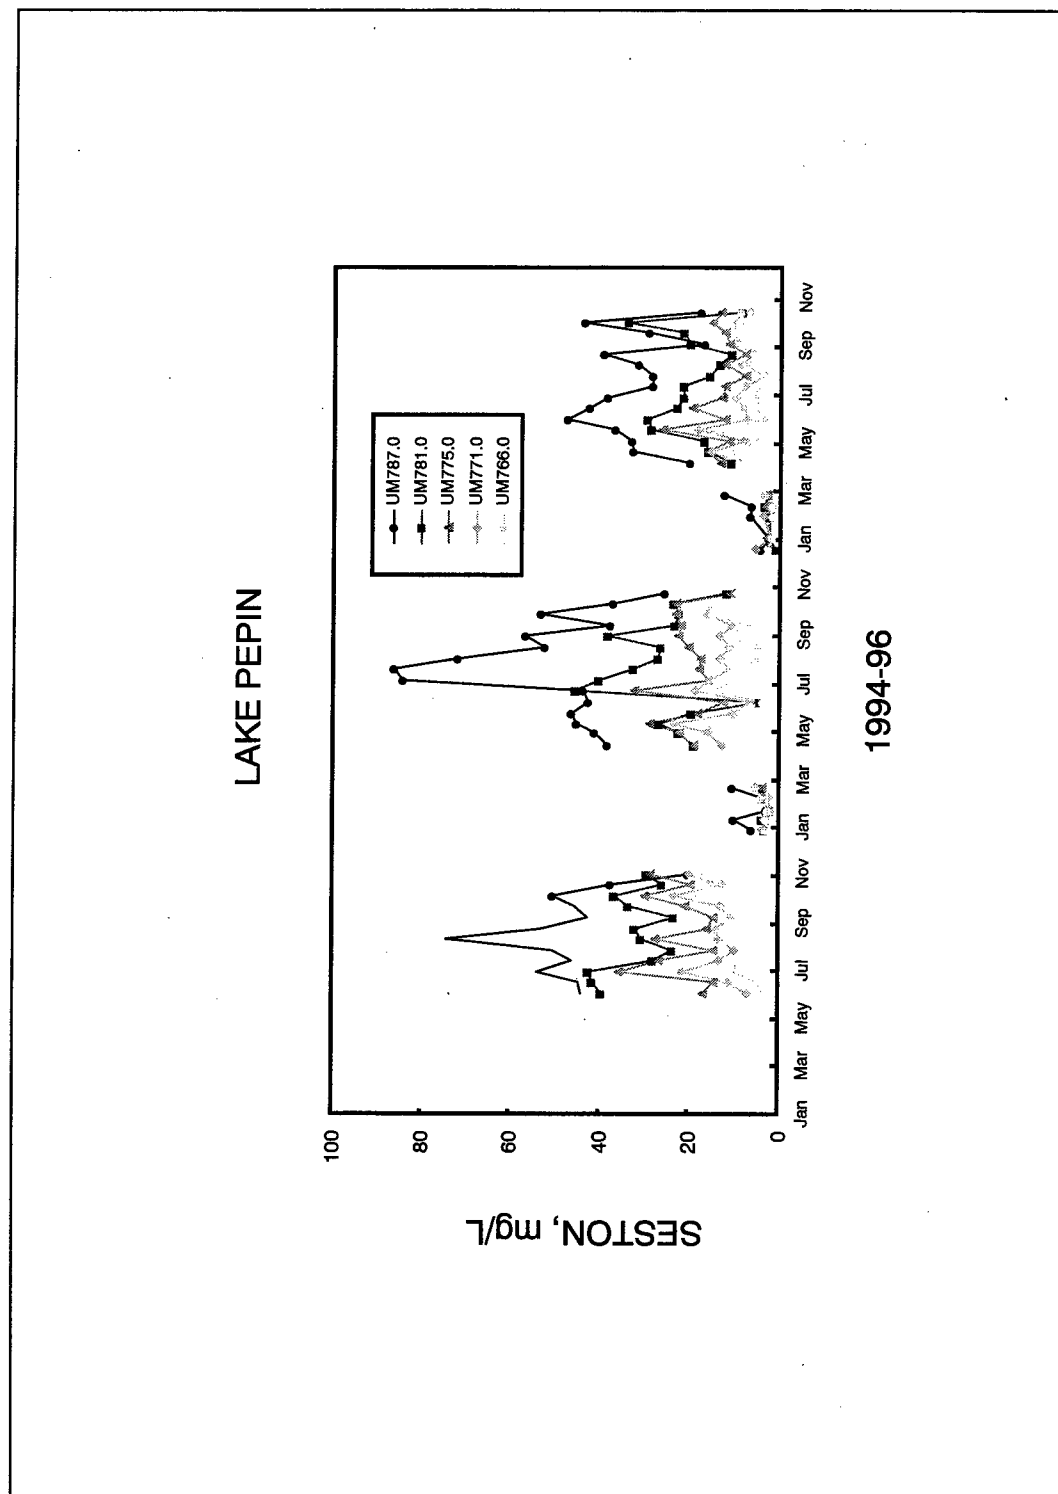 LAKE PEPIN
SESTON, mg/L
100
80
60
40
20
0
UM787.0
UM781.0
UM775.0
UM771.0
UM766.0
Jan Mar May Jul Sep Nov Jan Mar May Jul Sep Nov Jan Mar May Jul Sep Nov
1994-96